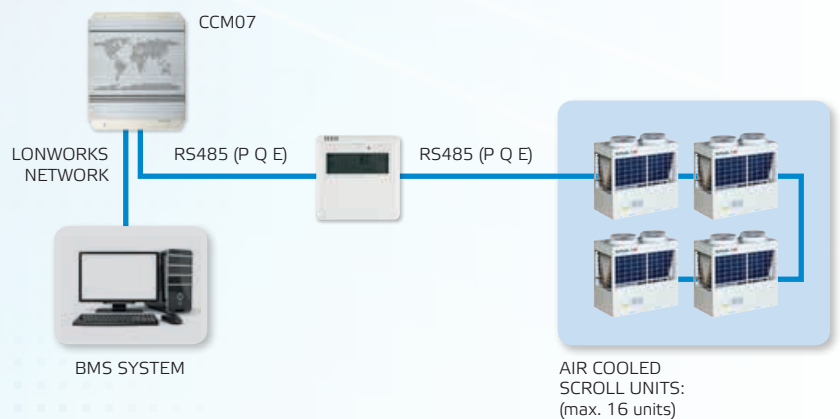 CCM07
LONWORKS
NETWORK
RS485 (P Q E)
RS485 (P Q E)
BMS SYSTEM
AIR COOLED
SCROLL UNITS:
(max. 16 units)